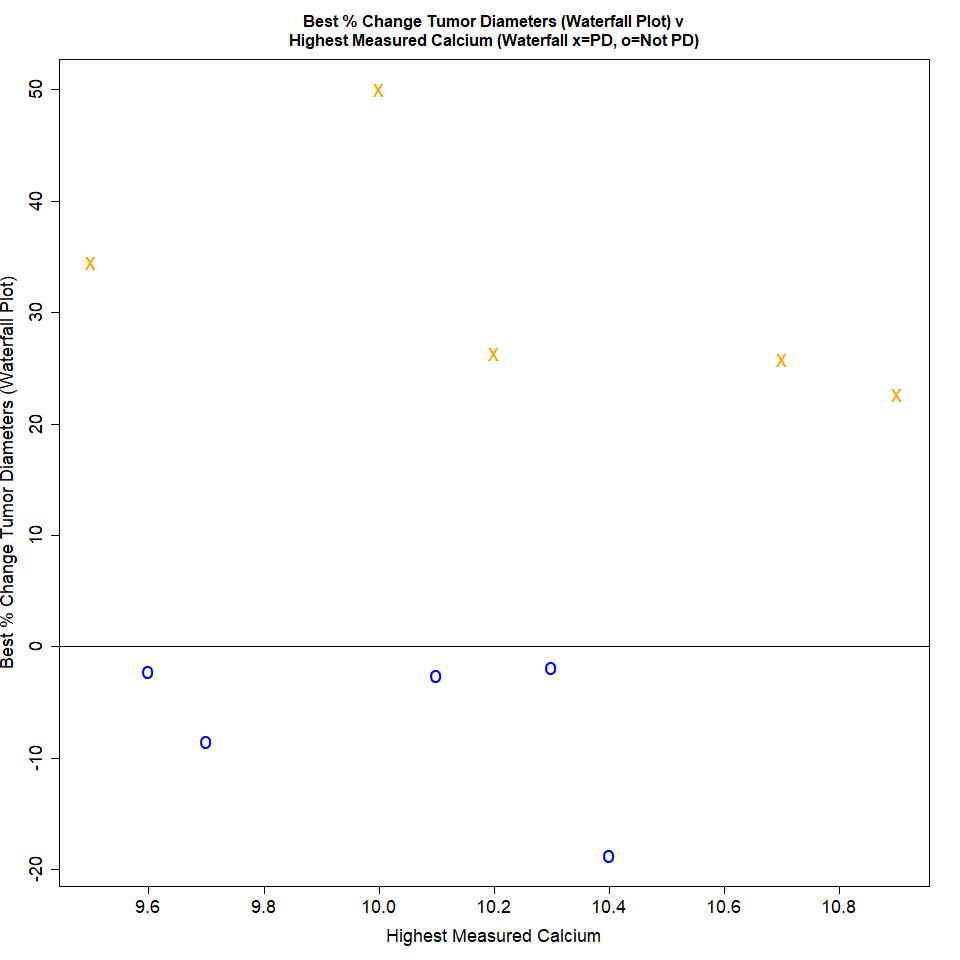 Best % Change Tumor Diameters (Waterfall Plot) v
Highest Measured Calcium (Waterfall x=PD, o=Not PD)
Best % Change Tumor Diameters (Waterfall Plot)
50
40
30
20
10
0
-10
-20
X
X
X
X
X
O
O
O
O
O
9.6
9.8
10.0
10.2
10.4
10.6
10.8
Highest Measured Calcium